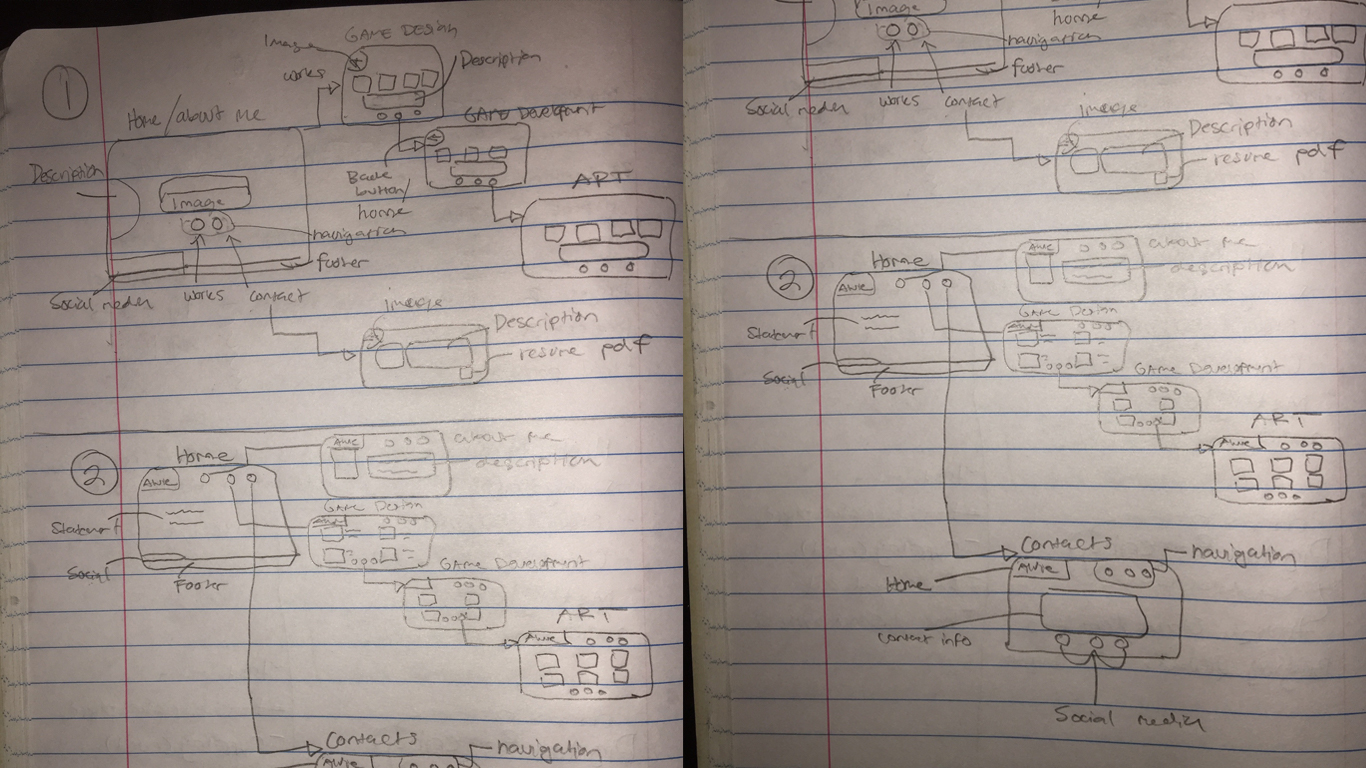 1
GAME DESIGN
Image
works
Description
Home/about me
GAME Development
Description
Back
button/
home
ART
Image
navigation
footer
Social media
works
contact
Image
Description
resume pdf
2
Home
AWIE
about me
description
AWIE
GAME Design
Social
Footer
GAME Development
ART
AWIE
Contacts
navigation
AWIE
Image
home
navigation
footer
Social media
works
contact
Image
Description
resume pdf
2
Home
AWIE
about me
description
AWIE
GAME Design
Social
Footer
GAME Development
ART
AWIE
Contacts
navigation
AWIE
Home
Contact info
Social media